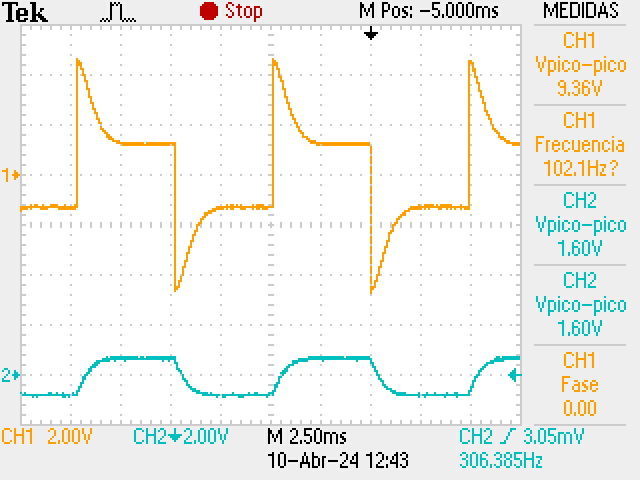 Tek Stop M Pos: -5.000ms MEDIDAS
CH1
Vpico-pico
9.36V
CH1
Frecuencia
102.1Hz?
CH2
Vpico-pico
1.60V
CH2
Vpico-pico
1.60V
CH1
Fase
0.00
1
2
CH1 2.00V CH2 2.00V M 2.50ms CH2 3.05mV
10-Abr-24 12:43 306.385Hz